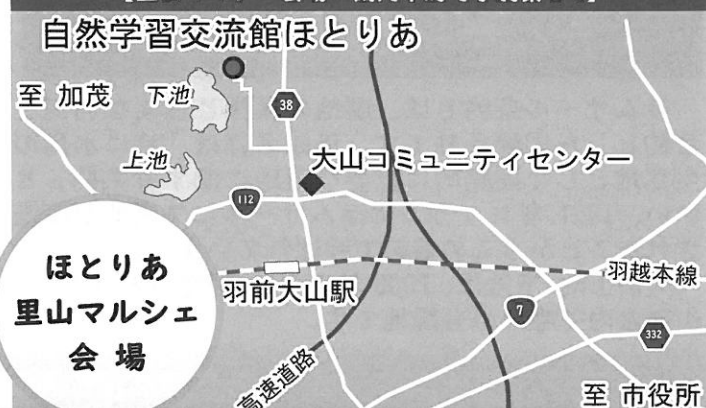 自然学習交流館ほとりあ
至 加茂
下池
38
上池
大山コミュニティセンター
112
ほとりあ
里山マルシェ
会 場
羽前大山駅
羽越本線
7
332
高速道路
至 市役所